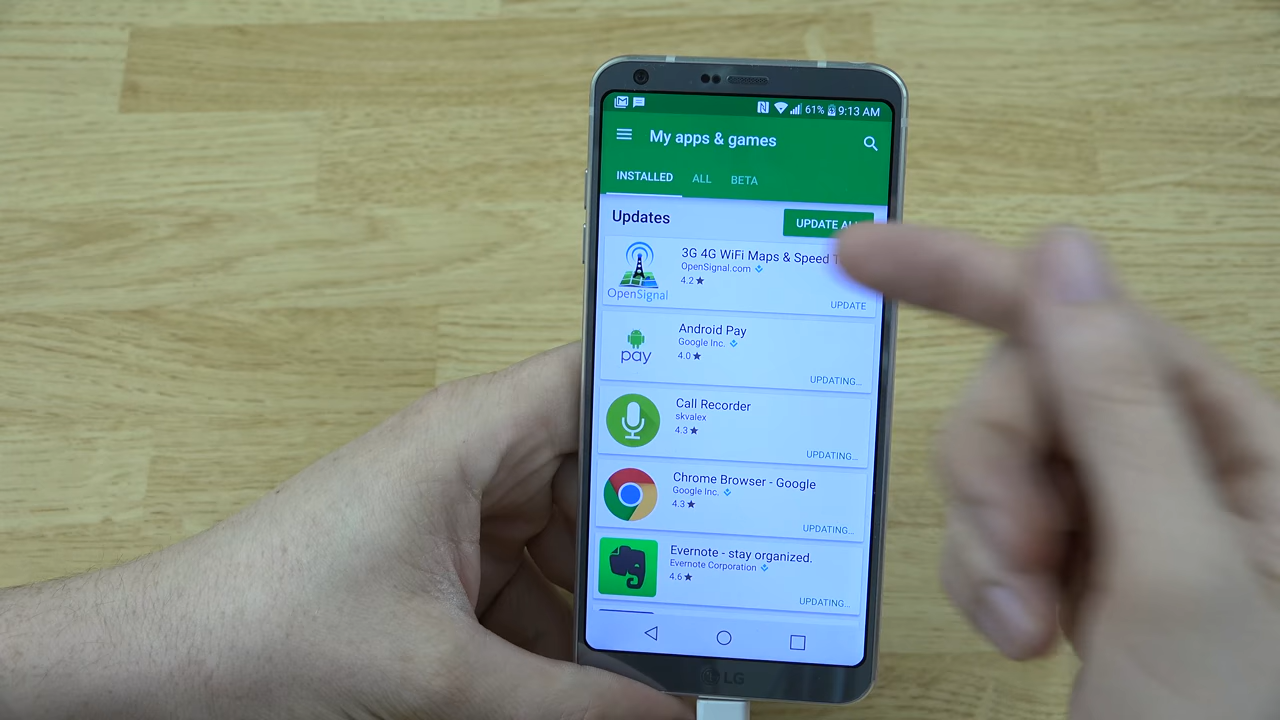 61% 9:13 AM
My apps & games
INSTALLED ALL BETA
Updates
UPDATE
3G 4G WiFi Maps & Speed
OpenSignal.com
4.2★
OpenSignal
UPDATE
Android Pay
Google Inc.
4.0★
pay
UPDATING...
Call Recorder
skvalex
4.3★
UPDATING...
Chrome Browser - Google
Google Inc.
4.3★
UPDATING...
Evernote - stay organized.
Evernote Corporation
4.6★
UPDATING...
LG